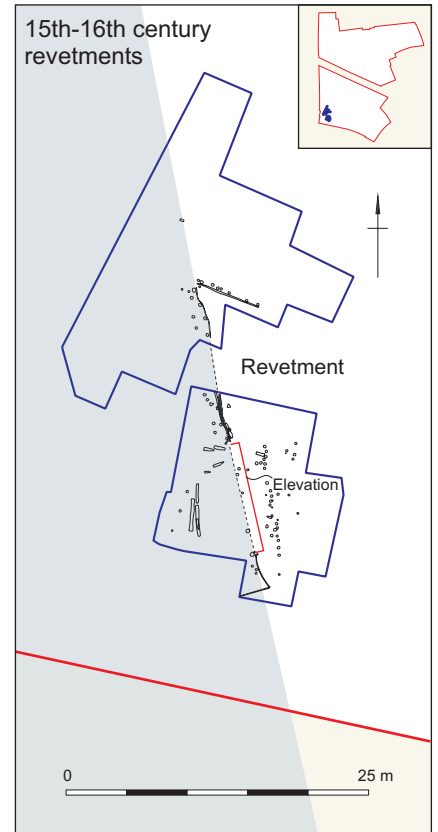 15th-16th century
revetments
Revetment
Elevation
0
25 m